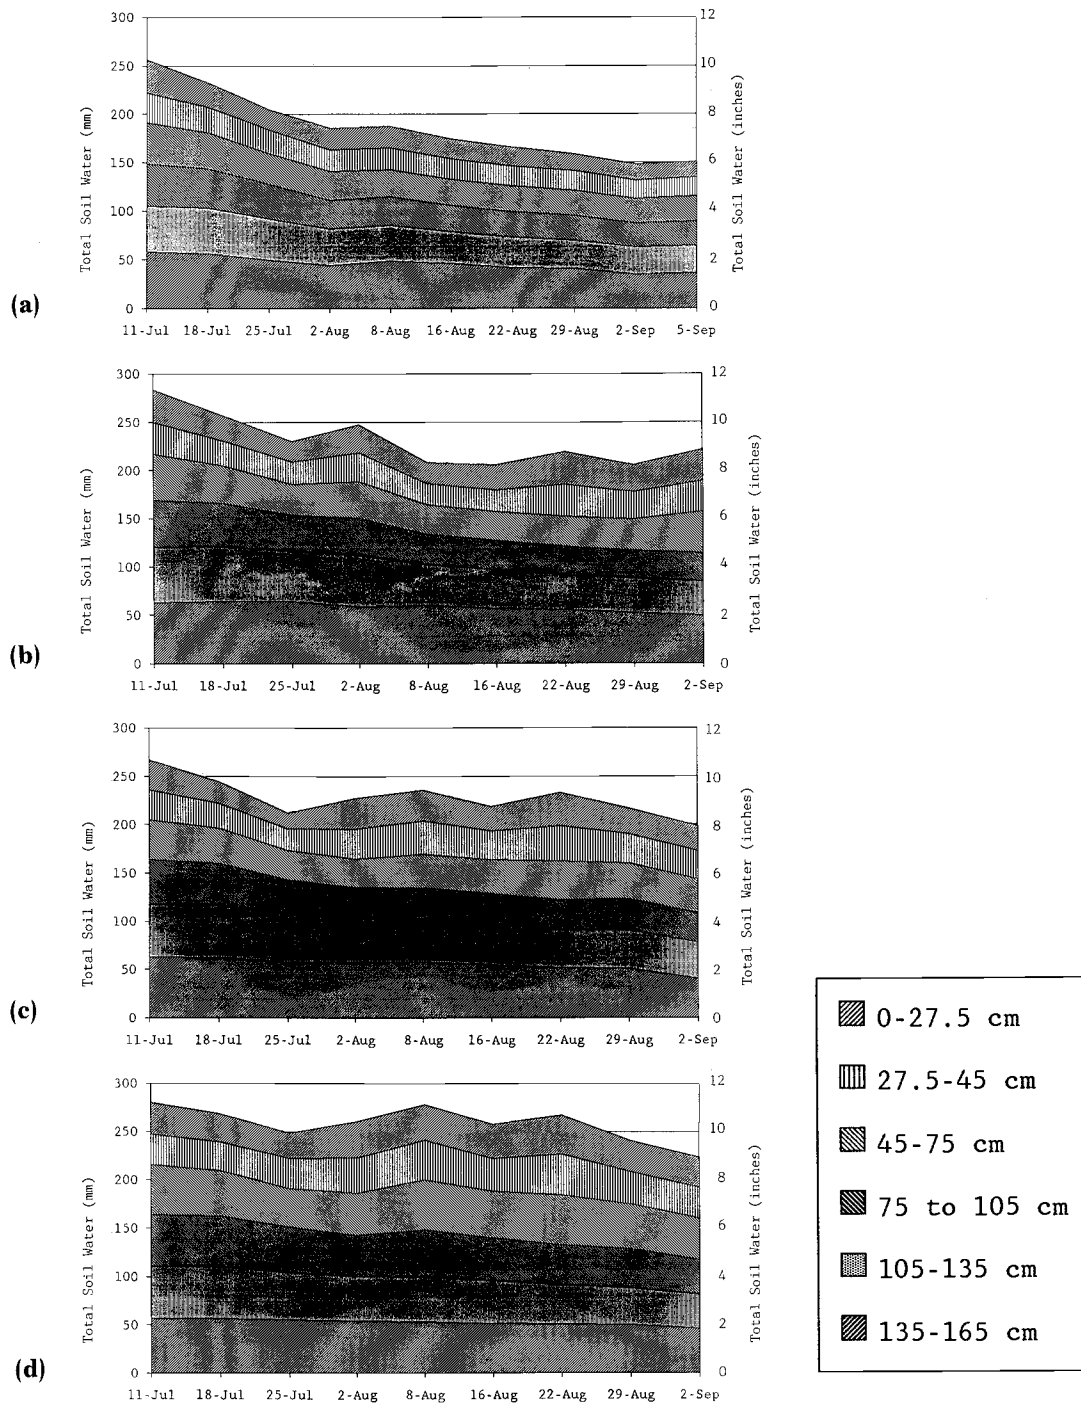 300
250
200
150
100
50
0
Total Soil Water (mm)
12
10
8
6
4
2
0
Total Soil Water (inches)
(a)
11-Jul 18-Jul 25-Jul 2-Aug 8-Aug 16-Aug 22-Aug 29-Aug 2-Sep 5-Sep
300
250
200
150
100
50
0
Total Soil Water (mm)
12
10
8
6
4
2
0
Total Soil Water (inches)
(b)
11-Jul 18-Jul 25-Jul 2-Aug 8-Aug 16-Aug 22-Aug 29-Aug 2-Sep
300
250
200
150
100
50
0
Total Soil Water (mm)
12
10
8
6
4
2
0
Total Soil Water (inches)
(c)
11-Jul 18-Jul 25-Jul 2-Aug 8-Aug 16-Aug 22-Aug 29-Aug 2-Sep
300
250
200
150
100
50
0
Total Soil Water (mm)
12
10
8
6
4
2
0
Total Soil Water (inches)
(d)
11-Jul 18-Jul 25-Jul 2-Aug 8-Aug 16-Aug 22-Aug 29-Aug 2-Sep
0-27.5 cm
27.5-45 cm
45-75 cm
75 to 105 cm
105-135 cm
135-165 cm